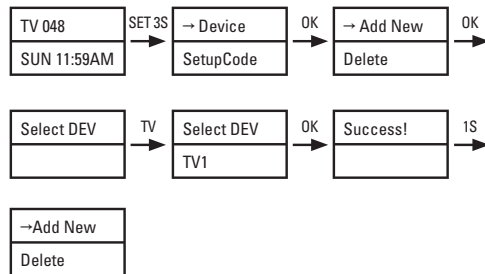 TV 048
SUN 11:59AM
SET 3S
→ Device
SetupCode
OK
→ Add New
Delete
OK
Select DEV
TV
Select DEV
TV1
OK
Success!
1S
→Add New
Delete